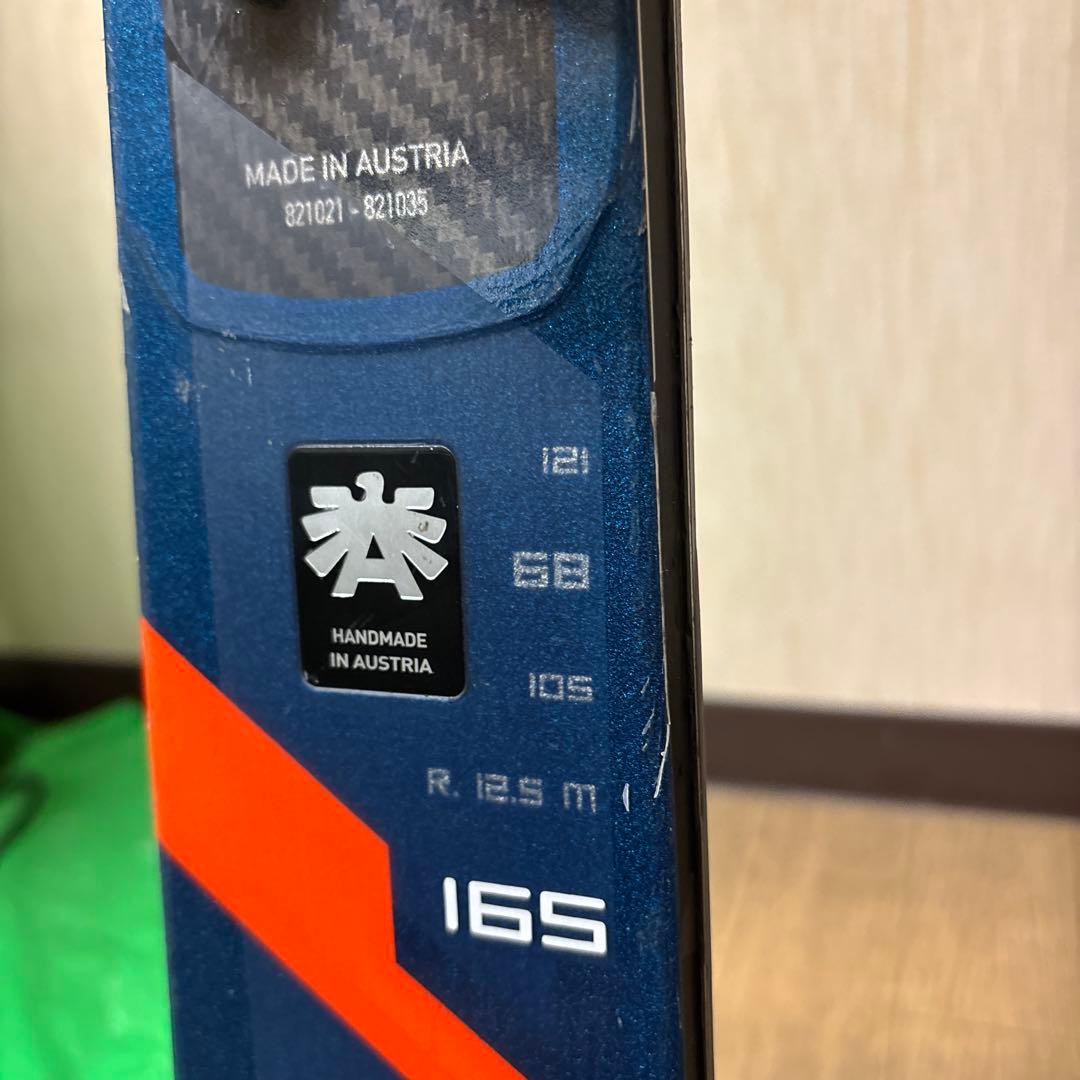 MADE IN AUSTRIA
821021 - 821035
121
68
105
R. 12.5 m
165
A
HANDMADE
IN AUSTRIA